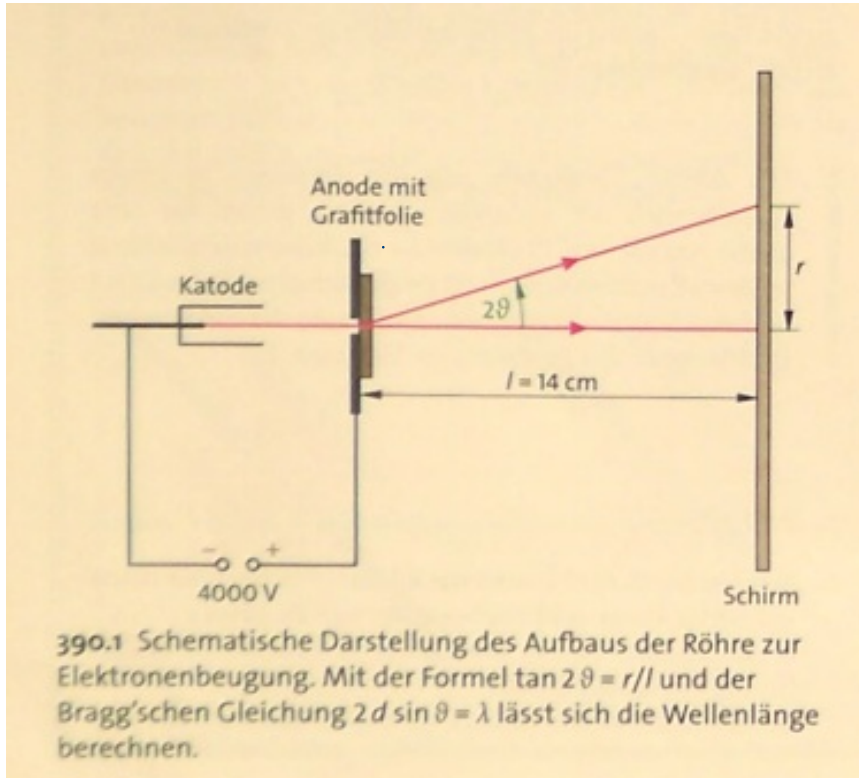 Anode mit
Grafitfolie
Katode
2ϑ
r
l = 14 cm
− +
4000 V
Schirm
390.1 Schematische Darstellung des Aufbaus der Röhre zur
Elektronenbeugung. Mit der Formel tan 2ϑ = r/l und der
Bragg'schen Gleichung 2d sin ϑ = λ lässt sich die Wellenlänge
berechnen.